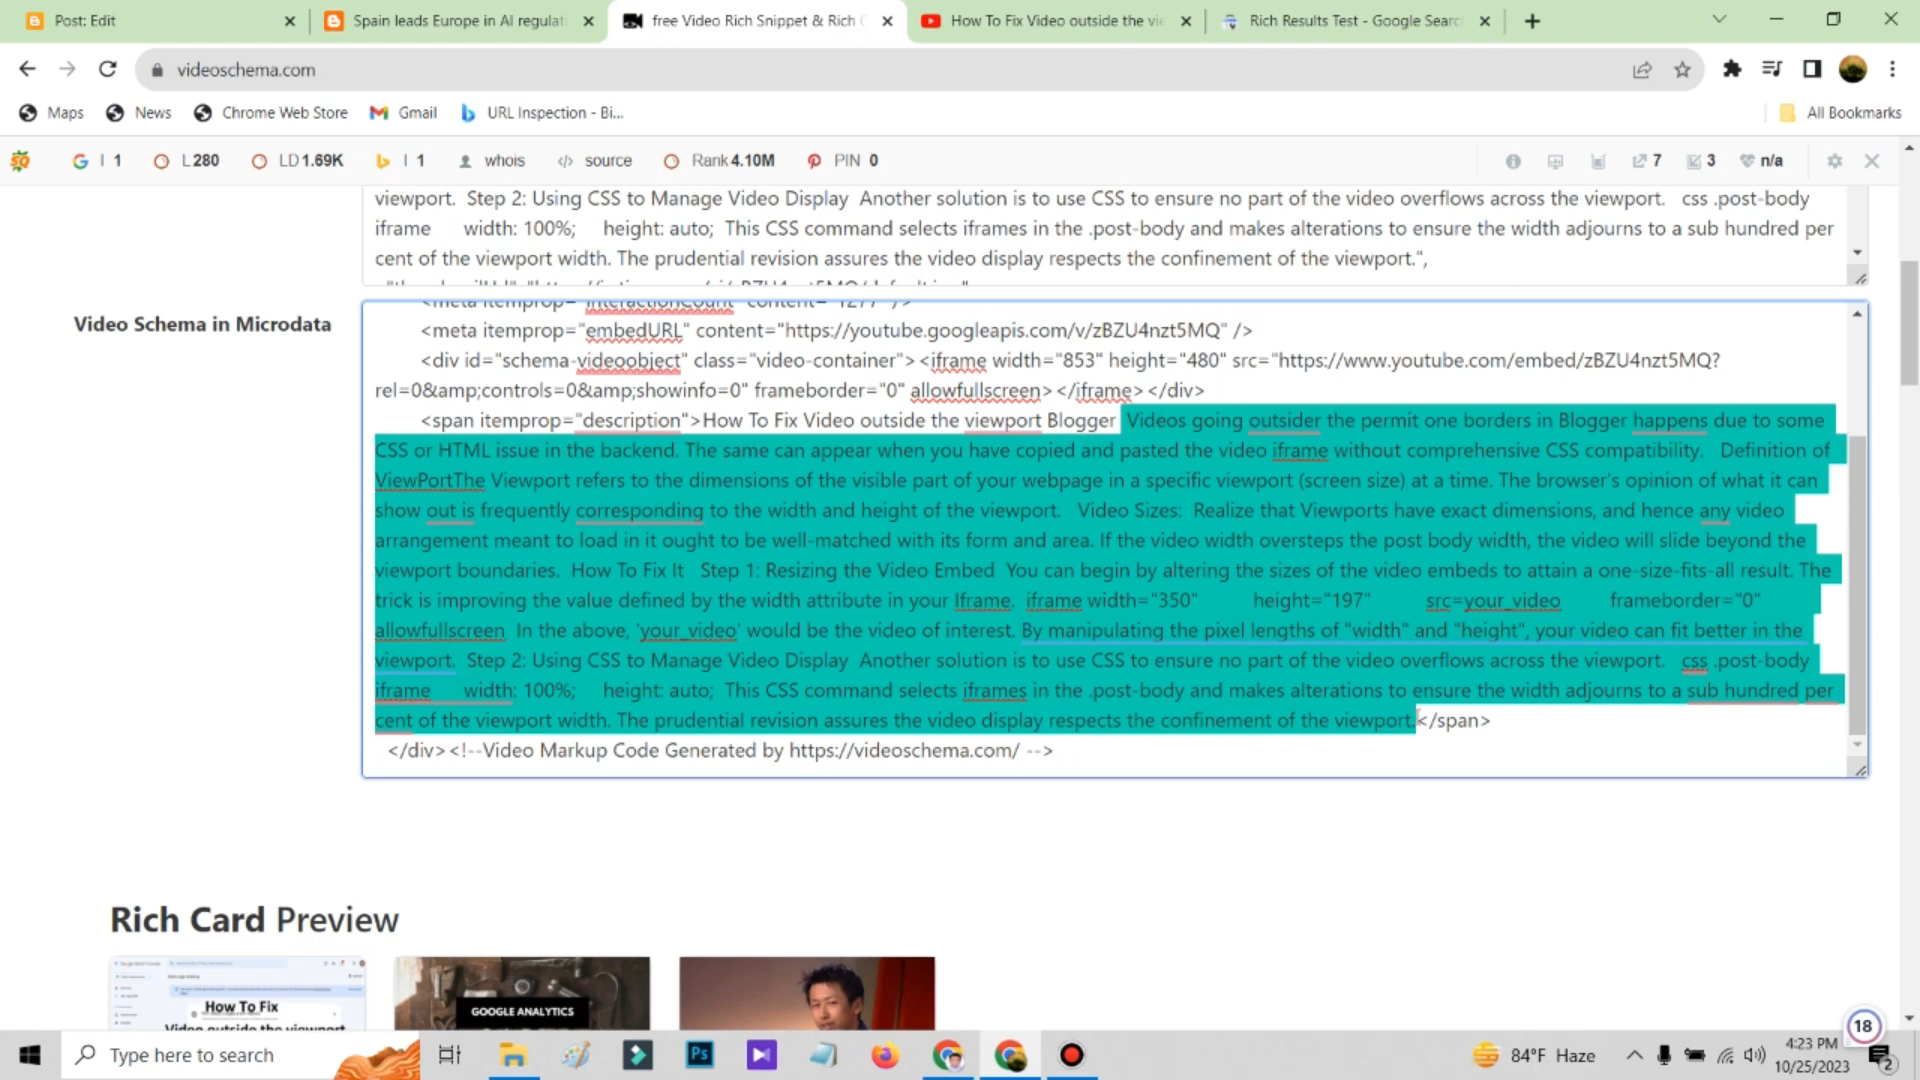 Post: Edit
Spain leads Europe in AI regulati
free Video Rich Snippet & Rich C
How To Fix Video outside the vie
Rich Results Test - Google Searc
videoschema.com
Maps
News
Chrome Web Store
Gmail
URL Inspection - Bi...
All Bookmarks
SQ
I 1
L 280
LD 1.69K
I 1
whois
source
Rank 4.10M
PIN 0
7
3
n/a
viewport.  Step 2: Using CSS to Manage Video Display  Another solution is to use CSS to ensure no part of the video overflows across the viewport.   css .post-body
iframe     width: 100%;     height: auto;  This CSS command selects iframes in the .post-body and makes alterations to ensure the width adjourns to a sub hundred per
cent of the viewport width. The prudential revision assures the video display respects the confinement of the viewport.",
Video Schema in Microdata
<meta itemprop="interactionCount" content="1277" />
<meta itemprop="embedURL" content="https://youtube.googleapis.com/v/zBZU4nzt5MQ" />
<div id="schema-videoobject" class="video-container"><iframe width="853" height="480" src="https://www.youtube.com/embed/zBZU4nzt5MQ?
rel=0&amp;controls=0&amp;showinfo=0" frameborder="0" allowfullscreen></iframe></div>
<span itemprop="description">How To Fix Video outside the viewport Blogger  Videos going outsider the permit one borders in Blogger happens due to some
CSS or HTML issue in the backend. The same can appear when you have copied and pasted the video iframe without comprehensive CSS compatibility.   Definition of
ViewPortThe Viewport refers to the dimensions of the visible part of your webpage in a specific viewport (screen size) at a time. The browser's opinion of what it can
show out is frequently corresponding to the width and height of the viewport.   Video Sizes:  Realize that Viewports have exact dimensions, and hence any video
arrangement meant to load in it ought to be well-matched with its form and area. If the video width oversteps the post body width, the video will slide beyond the
viewport boundaries.  How To Fix It   Step 1: Resizing the Video Embed  You can begin by altering the sizes of the video embeds to attain a one-size-fits-all result. The
trick is improving the value defined by the width attribute in your Iframe.  iframe width="350"        height="197"        src=your_video        frameborder="0"
allowfullscreen  In the above, 'your_video' would be the video of interest. By manipulating the pixel lengths of "width" and "height", your video can fit better in the
viewport.  Step 2: Using CSS to Manage Video Display  Another solution is to use CSS to ensure no part of the video overflows across the viewport.   css .post-body
iframe     width: 100%;     height: auto;  This CSS command selects iframes in the .post-body and makes alterations to ensure the width adjourns to a sub hundred per
cent of the viewport width. The prudential revision assures the video display respects the confinement of the viewport.</span>
</div><!--Video Markup Code Generated by https://videoschema.com/ -->
Rich Card Preview
How To Fix
Video outside the viewport
GOOGLE ANALYTICS
18
Type here to search
Ps
84°F Haze
4:23 PM
10/25/2023
2